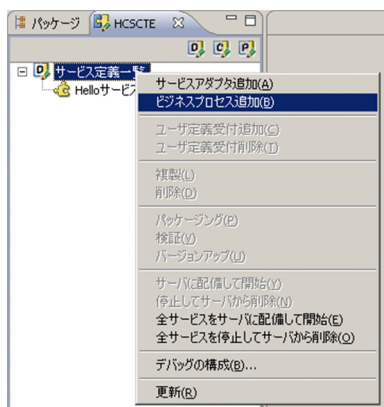 パッケージ HCSCTE
サービス定義一覧
Helloサービス
サービスアダプタ追加(A)
ビジネスプロセス追加(B)
ユーザ定義受付追加(C)
ユーザ定義受付削除(I)
複製(L)
削除(D)
パッケージング(P)
検証(V)
バージョンアップ(U)
サーバに配備して開始(Y)
停止してサーバから削除(N)
全サービスをサーバに配備して開始(E)
全サービスを停止してサーバから削除(O)
デバッグの構成(B)...
更新(R)